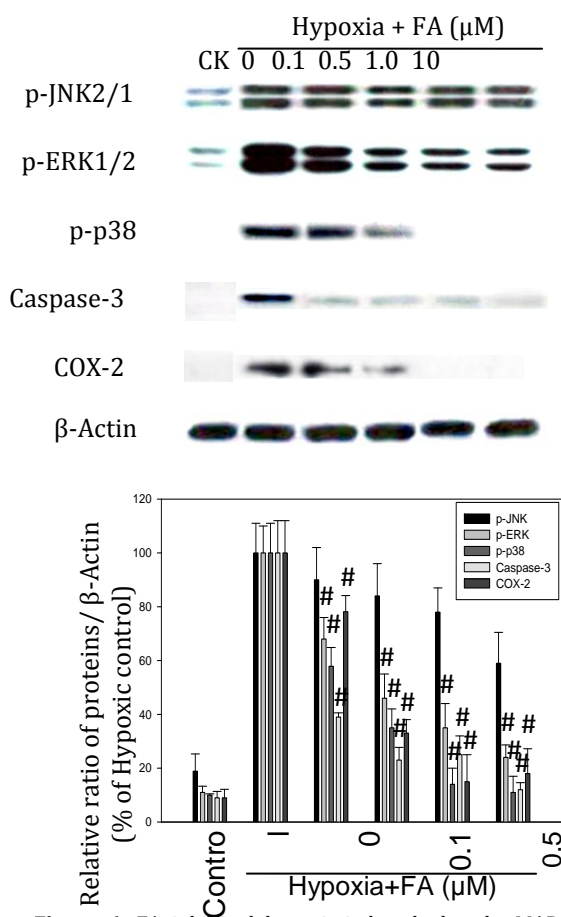 Hypoxia + FA (µM)
CK 0 0.1 0.5 1.0 10
p-JNK2/1
p-ERK1/2
p-p38
Caspase-3
COX-2
β-Actin
Relative ratio of proteins/ β-Actin
(% of Hypoxic control)
120
100
80
60
40
20
0
p-JNK
p-ERK
p-p38
Caspase-3
COX-2
# # # #
# # # #
# # # #
# # # #
Contro
l
0
0.1
0.5
Hypoxia+FA (µM)